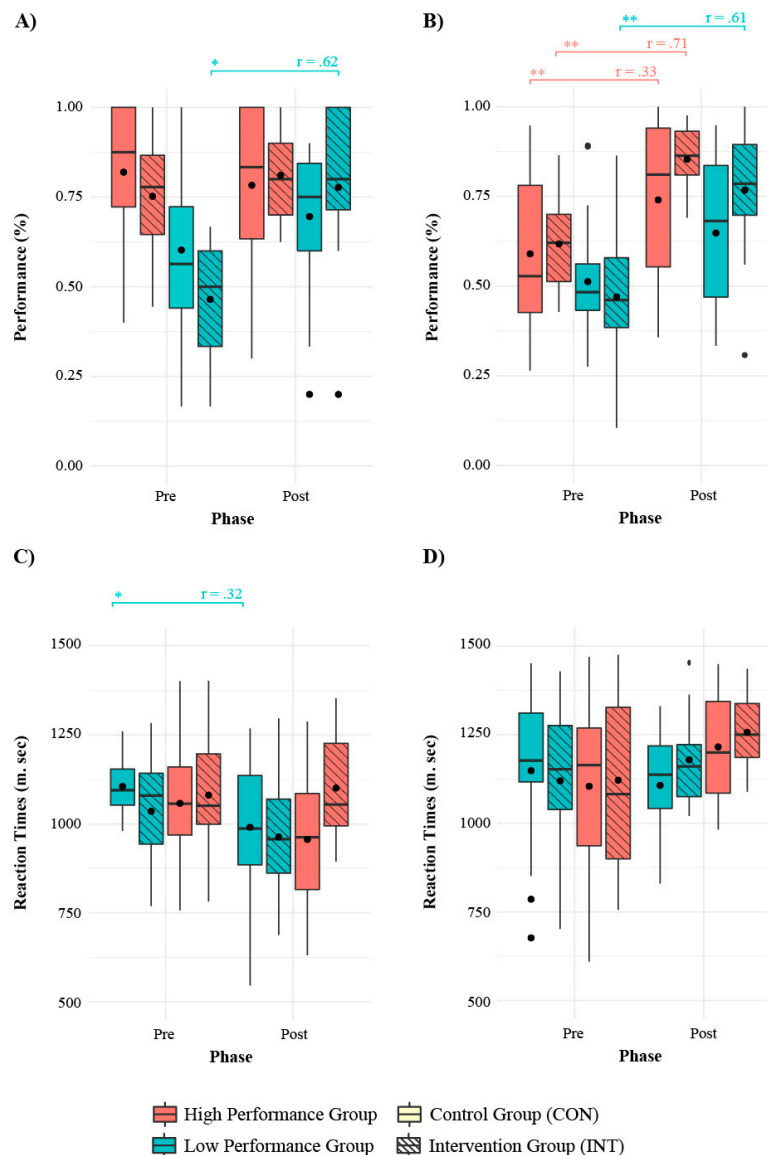 A)
B)
* r = .62
** r = .61
** r = .71
** r = .33
Performance (%)
1.00
0.75
0.50
0.25
0.00
Pre
Post
Phase
Performance (%)
1.00
0.75
0.50
0.25
0.00
Pre
Post
Phase
C)
D)
* r = .32
Reaction Times (m. sec)
1500
1250
1000
750
500
Pre
Post
Phase
Reaction Times (m. sec)
1500
1250
1000
750
500
Pre
Post
Phase
High Performance Group
Control Group (CON)
Low Performance Group
Intervention Group (INT)